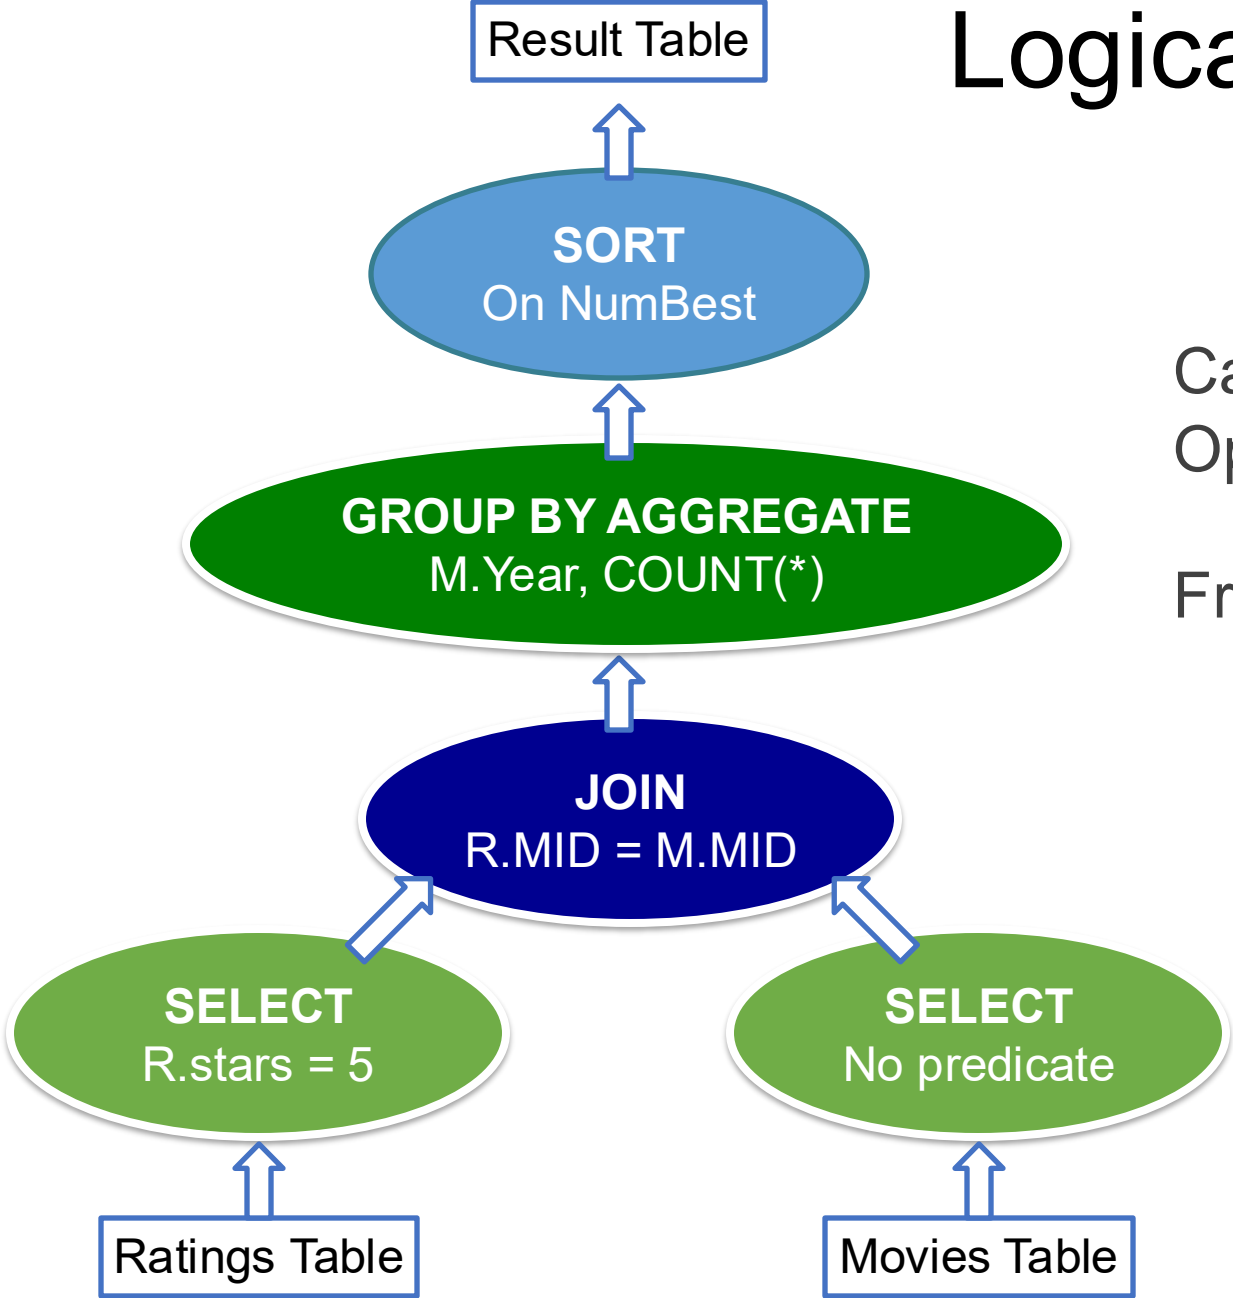 Result Table
Logica
SORT
On NumBest
Ca
Op
GROUP BY AGGREGATE
M.Year, COUNT(*)
Fr
JOIN
R.MID = M.MID
SELECT
R.stars = 5
SELECT
No predicate
Ratings Table
Movies Table